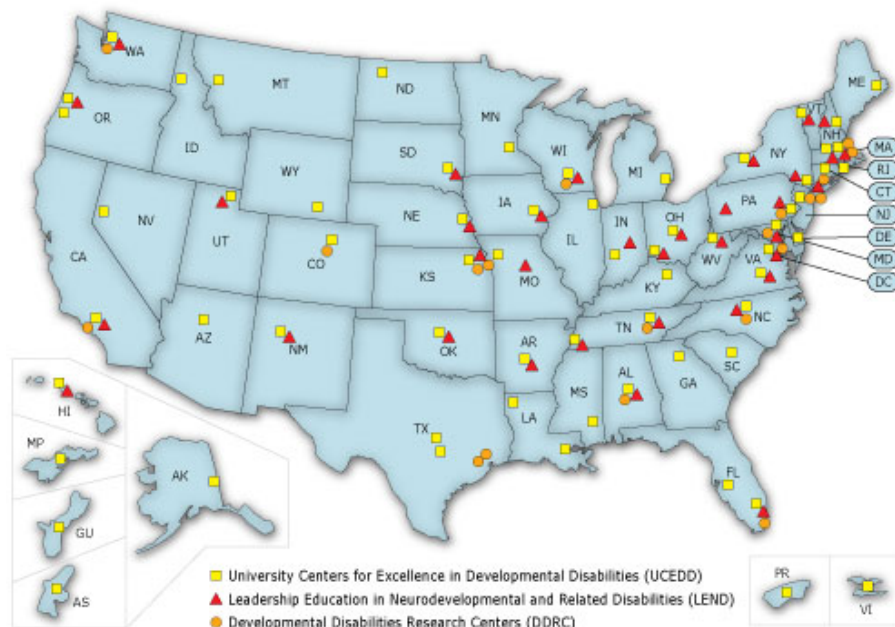 WA
MT
ND
MN
ME
VT
NH
OR
ID
SD
WI
NY
MA
MI
RI
WY
CT
PA
NE
IA
NJ
NV
OH
IN
DE
UT
IL
CA
CO
WV
VA
MD
KS
MO
KY
DC
NC
TN
AZ
NM
OK
AR
SC
MS
AL
GA
HI
TX
LA
MP
FL
AK
GU
AS
PR
VI
N
University Centers for Excellence in Developmental Disabilities (UCEDD)
Leadership Education in Neurodevelopmental and Related Disabilities (LEND)
Developmental Disabilities Research Centers (DDRC)